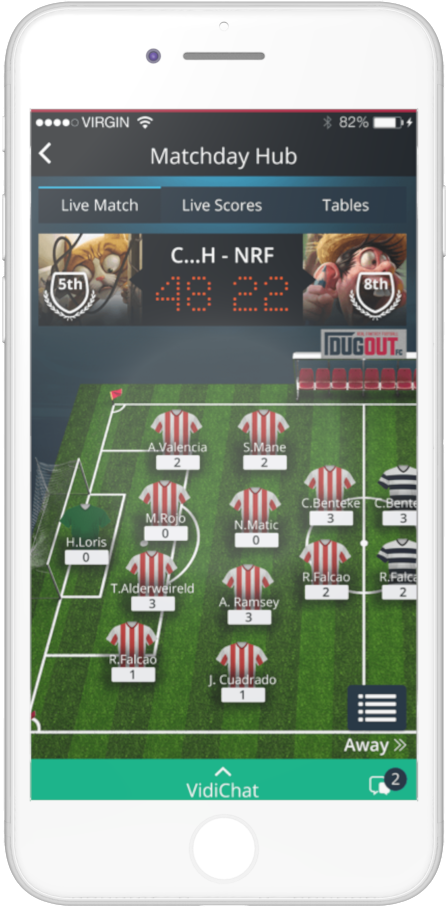 VIRGIN 82%
Matchday Hub
Live Match Live Scores Tables
5th C...H - NRF 8th
48 22
DUGOUT.FC
A.Valencia S.Mane
2 2
C.Benteke C.Bente
3 3
M.Rojo N.Matic
0 0
H.Loris
0
R.Falcao R.Falca
2 2
T.Alderweireld A. Ramsey
3 3
R.Falcao J. Cuadrado
1 1
Away »
VidiChat 2